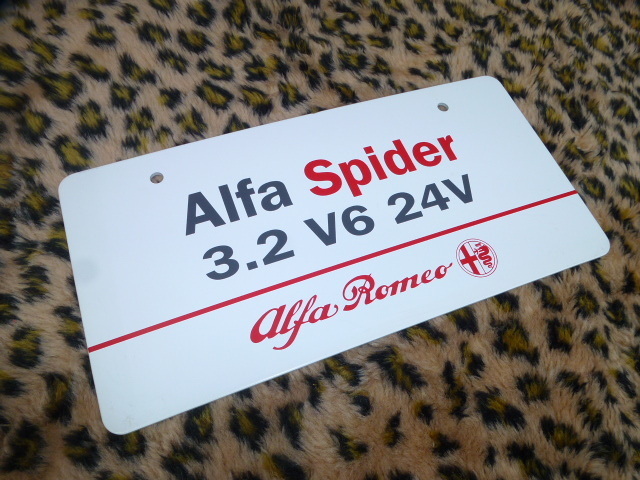 Alfa Spider
3.2 V6 24V
Alfa Romeo